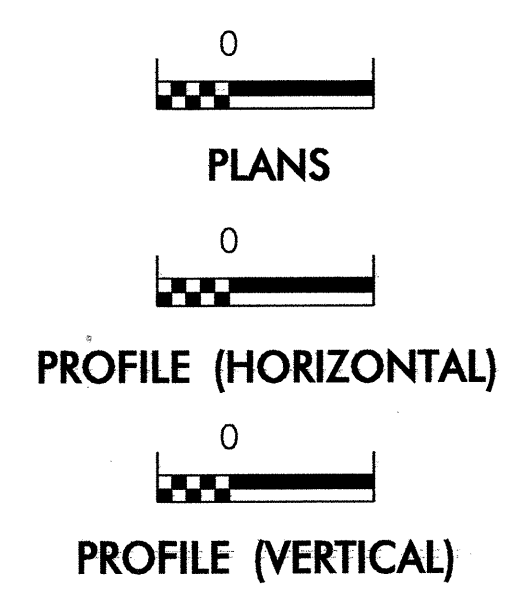 0
PLANS
0
PROFILE (HORIZONTAL)
0
PROFILE (VERTICAL)